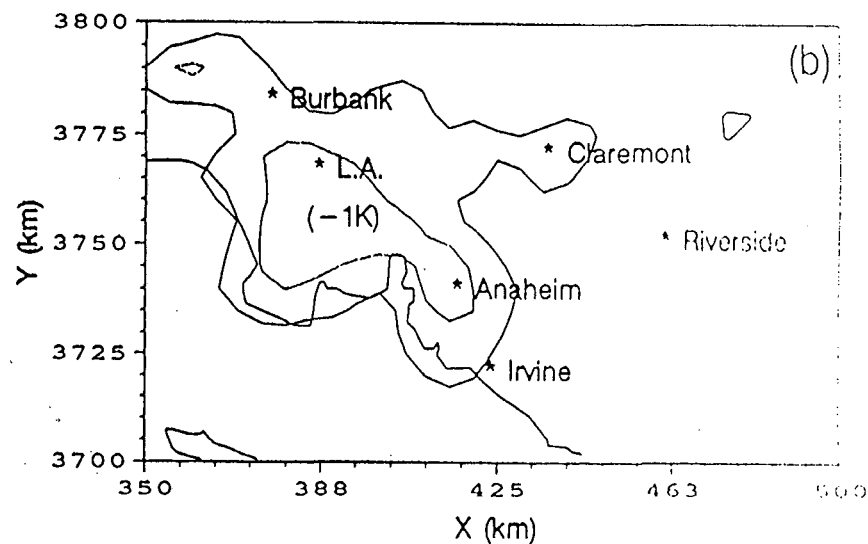 3800
(b)
Burbank
3775
Claremont
L.A.
(−1K)
3750
Riverside
Y (km)
Anaheim
3725
Irvine
3700
350 388 425 463 500
X (km)